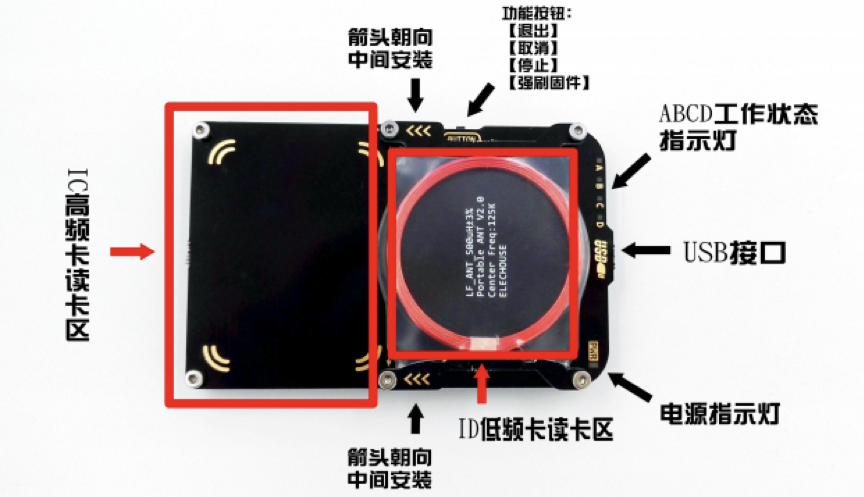 功能按钮：
【退出】
【取消】
【停止】
【强刷固件】
箭头朝向
中间安装
ABCD工作状态
指示灯
BUTTON
A
B
C
D
IC高频卡读卡区
LF_ANT_500uH±3%
Portable ANT V2.0
Center Freq:125K
ELECHOUSE
USB
USB接口
PWR
ID低频卡读卡区
电源指示灯
箭头朝向
中间安装